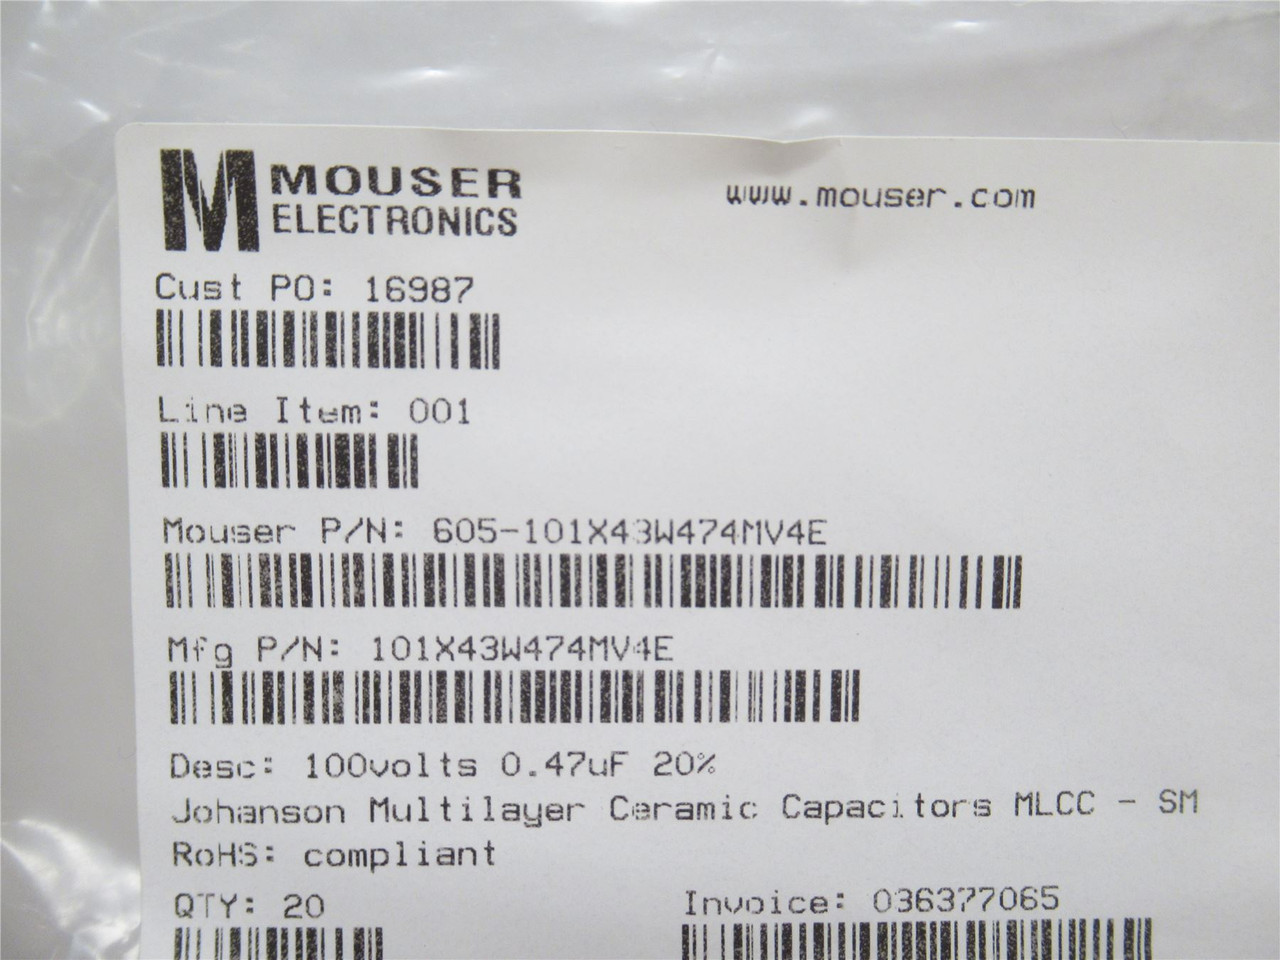 MOUSER
ELECTRONICS
www.mouser.com
Cust PO: 16987
Line Item: 001
Mouser P/N: 605-101X43W474MV4E
Mfg P/N: 101X43W474MV4E
Desc: 100volts 0.47uF 20%
Johanson Multilayer Ceramic Capacitors MLCC - SM
RoHS: compliant
QTY: 20 Invoice: 036377065